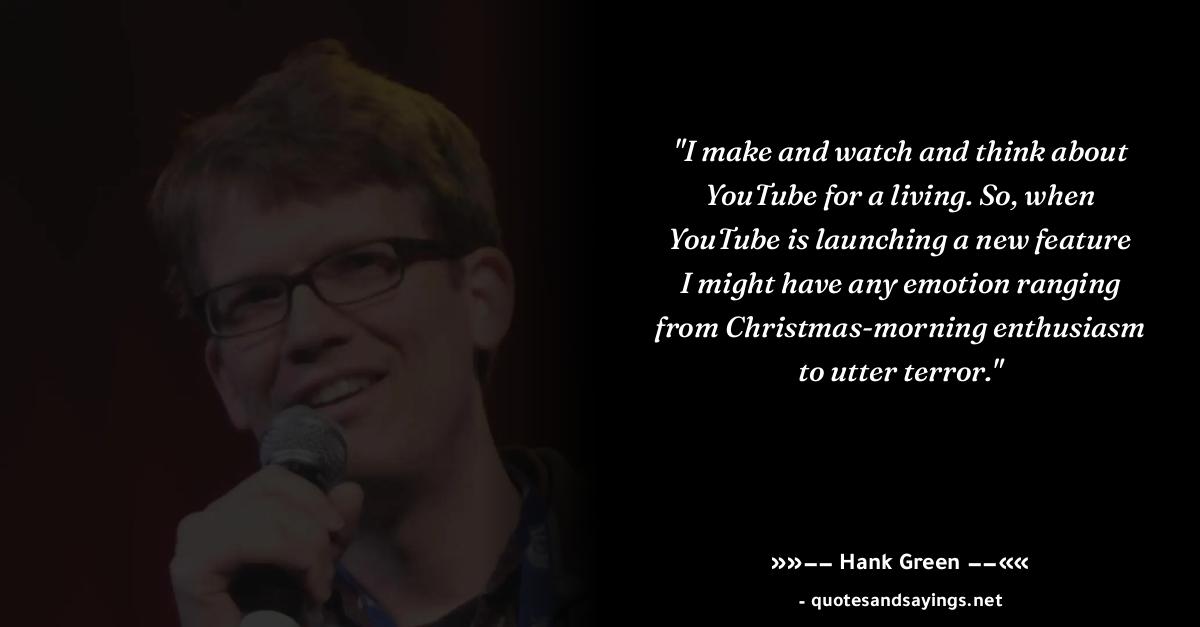 "I make and watch and think about
YouTube for a living. So, when
YouTube is launching a new feature
I might have any emotion ranging
from Christmas-morning enthusiasm
to utter terror."
»»−− Hank Green −−««
- quotesandsayings.net